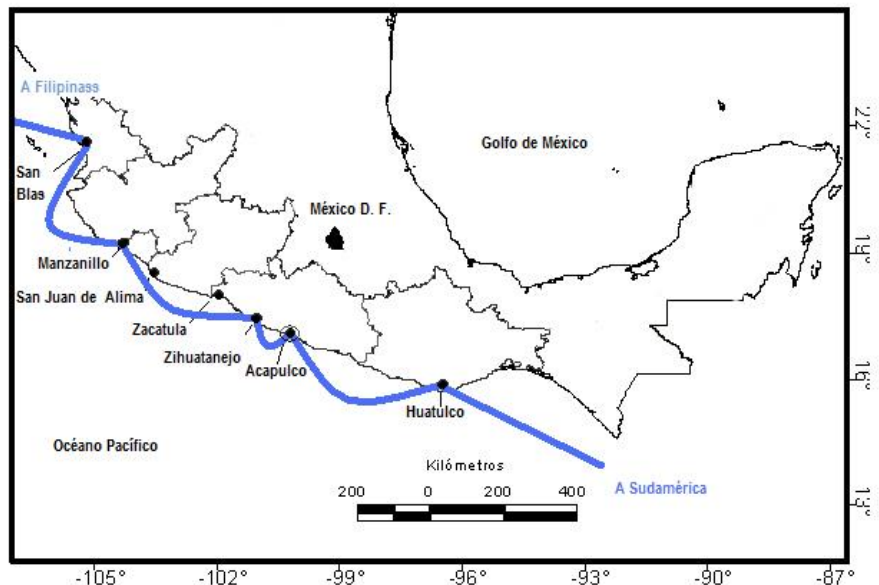 A Filipinass
Golfo de México
San
Blas
México D. F.
Manzanillo
San Juan de Alima
Zacatula
Zihuatanejo
Acapulco
Huatulco
Océano Pacífico
Kilómetros
200 0 200 400
A Sudamérica
22°
19°
16°
13°
-105° -102° -99° -96° -93° -90° -87°